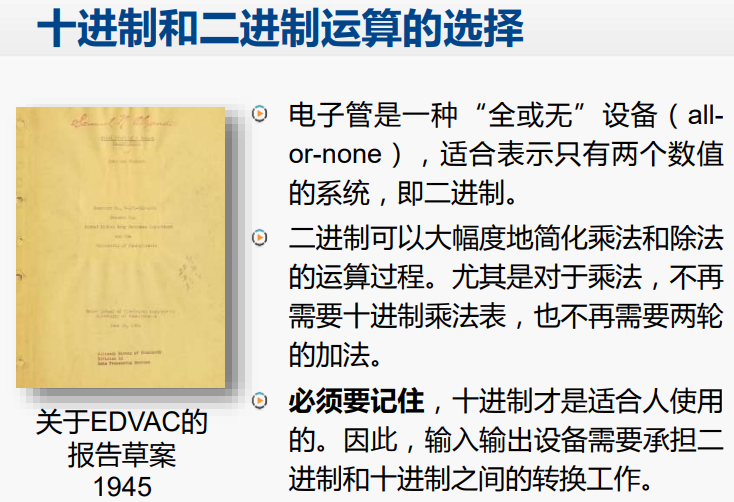 十进制和二进制运算的选择
电子管是一种“全或无”设备（all-
or-none），适合表示只有两个数值
的系统，即二进制。
二进制可以大幅度地简化乘法和除法
的运算过程。尤其是对于乘法，不再
需要十进制乘法表，也不再需要两轮
的加法。
必须要记住，十进制才是适合人使用
的。因此，输入输出设备需要承担二
进制和十进制之间的转换工作。
University of Pennsylvania
关于EDVAC的
报告草案
1945